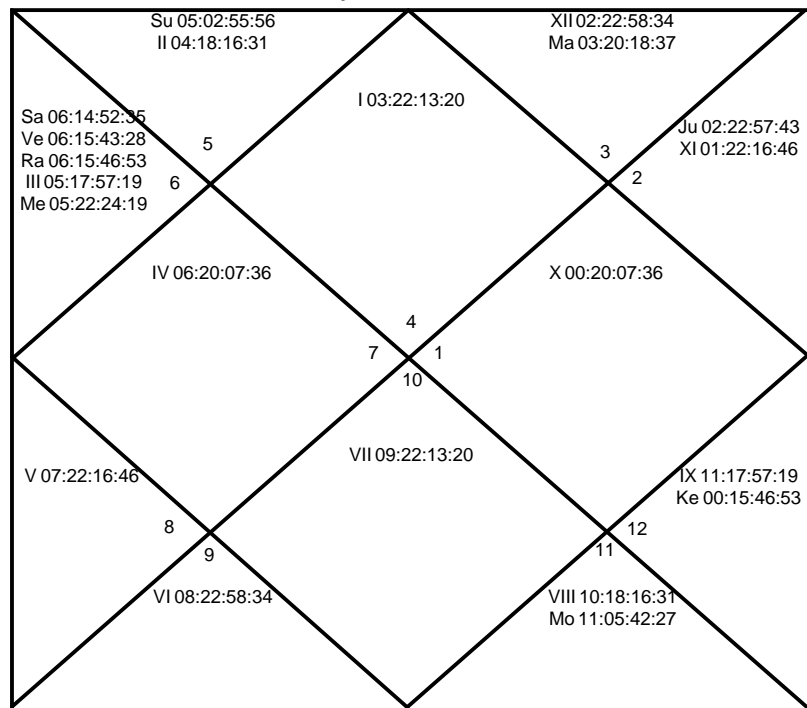 Su 05:02:55:56
II 04:18:16:31
XII 02:22:58:34
Ma 03:20:18:37
I 03:22:13:20
Sa 06:14:52:35
Ve 06:15:43:28
Ra 06:15:46:53
III 05:17:57:19
Me 05:22:24:19
5
6
3
2
Ju 02:22:57:43
XI 01:22:16:46
IV 06:20:07:36
X 00:20:07:36
4
7
1
10
VII 09:22:13:20
V 07:22:16:46
IX 11:17:57:19
Ke 00:15:46:53
8
9
12
11
VI 08:22:58:34
VIII 10:18:16:31
Mo 11:05:42:27